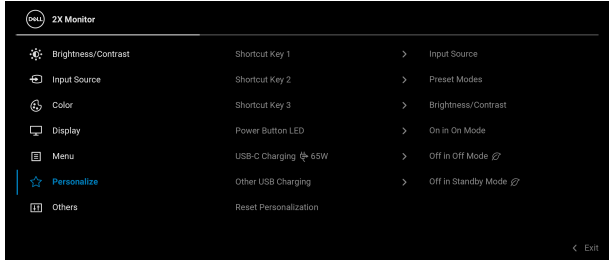 DELL 2X Monitor
Brightness/Contrast Shortcut Key 1 > Input Source
Input Source Shortcut Key 2 > Preset Modes
Color Shortcut Key 3 > Brightness/Contrast
Display Power Button LED > On in On Mode
Menu USB-C Charging 65W > Off in Off Mode
Personalize Other USB Charging > Off in Standby Mode
Others Reset Personalization
< Exit